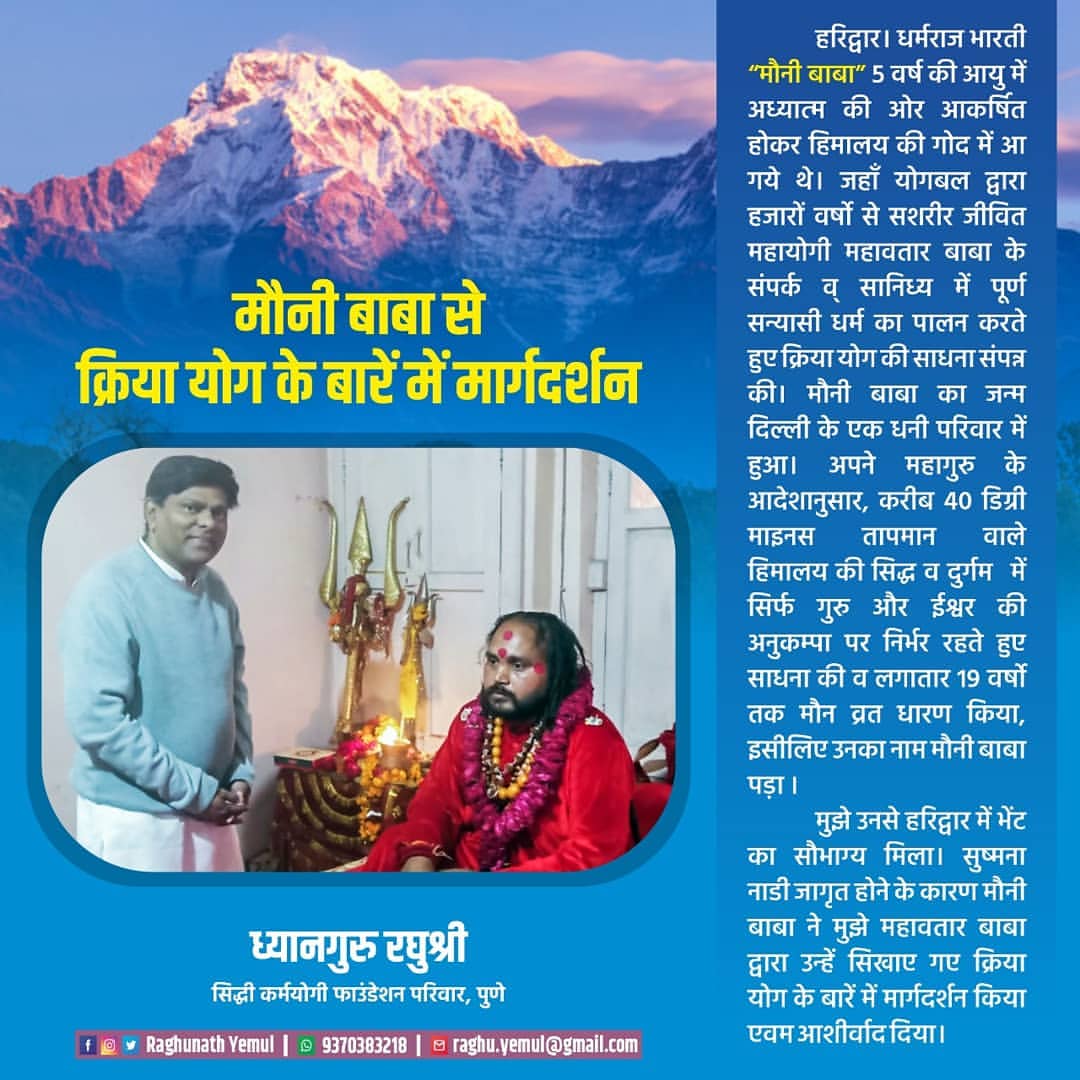 मौनी बाबा से
क्रिया योग के बारें में मार्गदर्शन
ध्यानगुरु रघुश्री
सिद्धी कर्मयोगी फाउंडेशन परिवार, पुणे
Raghunath Yemul | 9370383218 | raghu.yemul@gmail.com
हरिद्वार। धर्मराज भारती
“मौनी बाबा” 5 वर्ष की आयु में
अध्यात्म की ओर आकर्षित
होकर हिमालय की गोद में आ
गये थे। जहाँ योगबल द्वारा
हजारों वर्षो से सशरीर जीवित
महायोगी महावतार बाबा के
संपर्क व् सानिध्य में पूर्ण
सन्यासी धर्म का पालन करते
हुए क्रिया योग की साधना संपन्न
की। मौनी बाबा का जन्म
दिल्ली के एक धनी परिवार में
हुआ। अपने महागुरु के
आदेशानुसार, करीब 40 डिग्री
माइनस तापमान वाले
हिमालय की सिद्ध व दुर्गम में
सिर्फ गुरु और ईश्वर की
अनुकम्पा पर निर्भर रहते हुए
साधना की व लगातार 19 वर्षो
तक मौन व्रत धारण किया,
इसीलिए उनका नाम मौनी बाबा
पड़ा ।
मुझे उनसे हरिद्वार में भेंट
का सौभाग्य मिला। सुष्मना
नाडी जागृत होने के कारण मौनी
बाबा ने मुझे महावतार बाबा
द्वारा उन्हें सिखाए गए क्रिया
योग के बारें में मार्गदर्शन किया
एवम आशीर्वाद दिया।